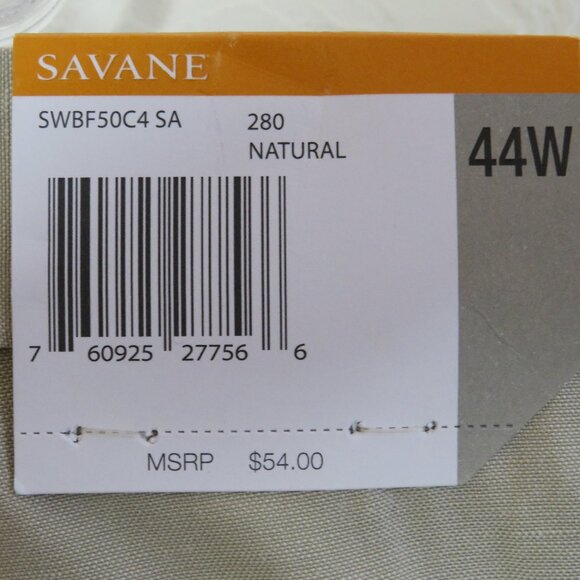 SAVANE
SWBF50C4 SA 280
NATURAL
44W
7 60925 27756 6
MSRP $54.00